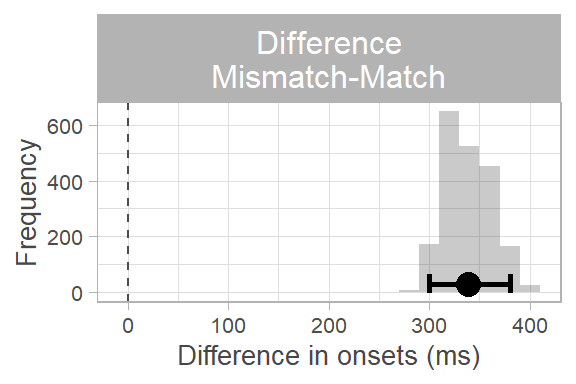 Difference
Mismatch-Match
Frequency
600
400
200
0
0 100 200 300 400
Difference in onsets (ms)